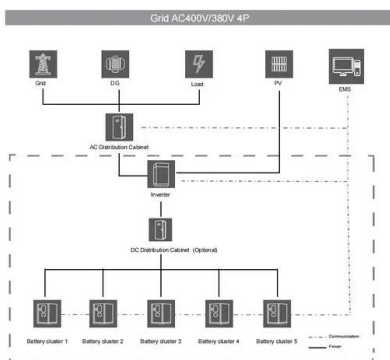 Grid AC400V/380V 4P
Grid
DG
Load
PV
EMS
AC Distribution Cabinet
Inverter
DC Distribution Cabinet (Optional)
Battery cluster 1
Battery cluster 2
Battery cluster 3
Battery cluster 4
Battery cluster 5
Communication
Power